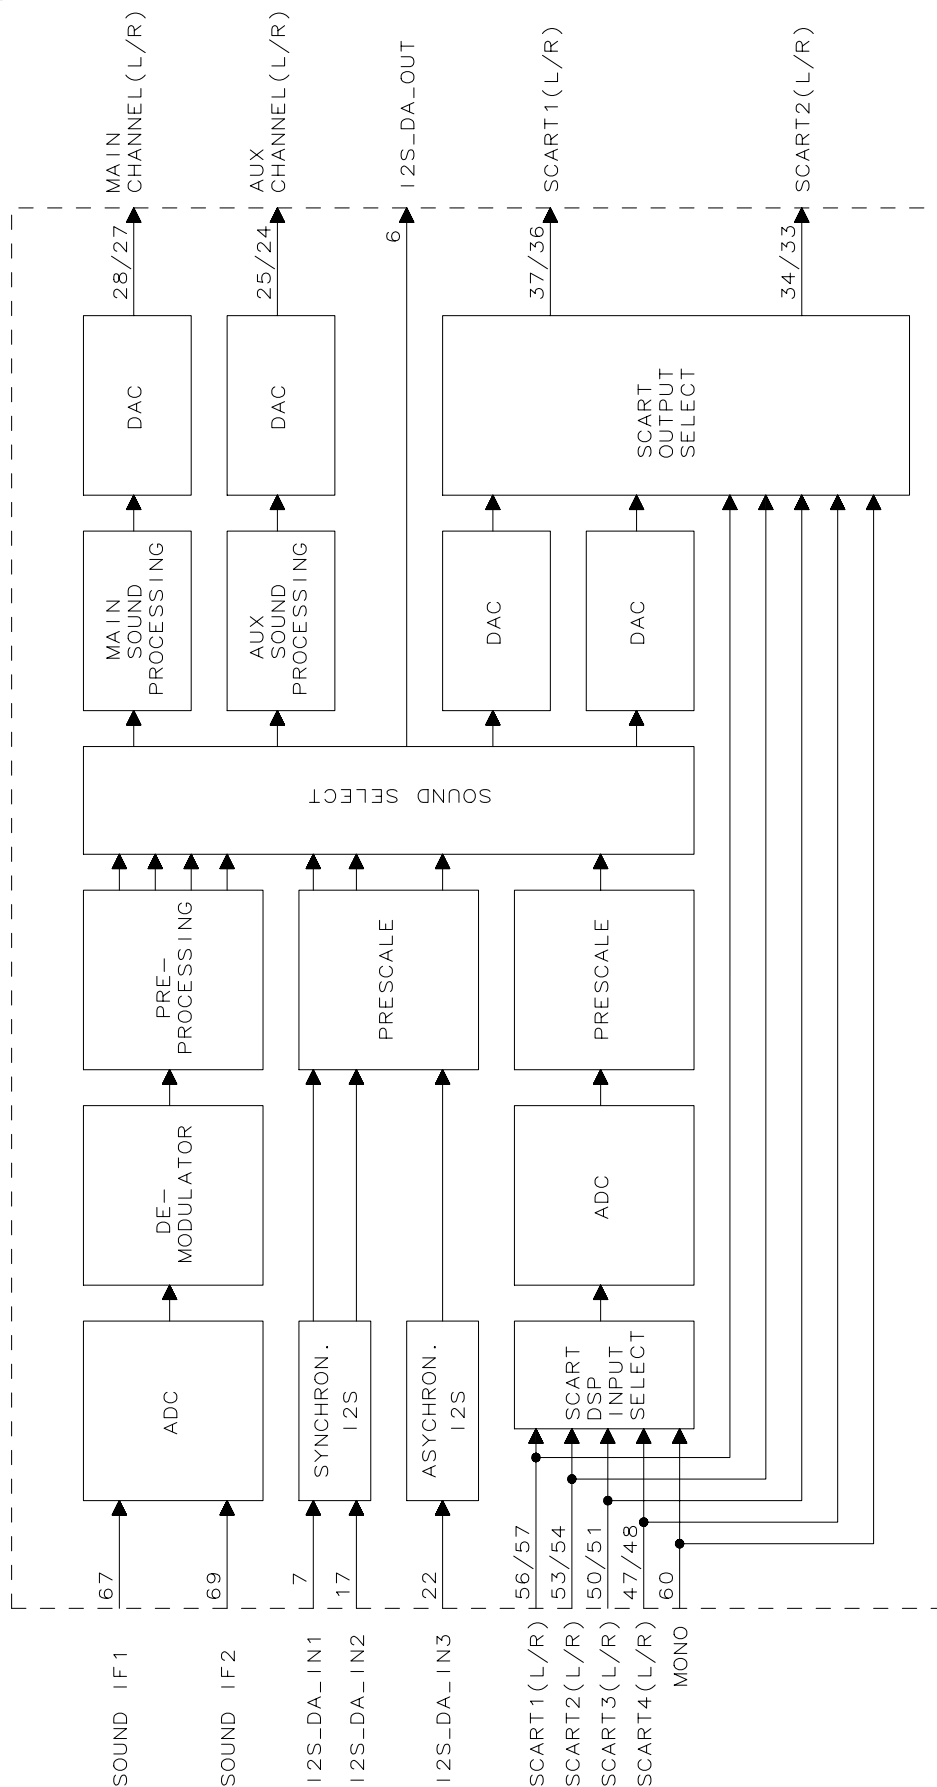 SOUND IF1
67
ADC
DE-
MODULATOR
PRE-
PROCESSING
SOUND SELECT
MAIN
SOUND
PROCESSING
DAC
28/27
MAIN
CHANNEL(L/R)
SOUND IF2
69
AUX
SOUND
PROCESSING
DAC
25/24
AUX
CHANNEL(L/R)
I2S_DA_IN1
7
I2S_DA_IN2
17
SYNCHRON.
I2S
PRESCALE
6
I2S_DA_OUT
I2S_DA_IN3
22
ASYCHRON.
I2S
SCART1(L/R)
56/57
SCART2(L/R)
53/54
SCART3(L/R)
50/51
SCART4(L/R)
47/48
MONO
60
SCART
DSP
INPUT
SELECT
ADC
PRESCALE
DAC
DAC
SCART
OUTPUT
SELECT
37/36
SCART1(L/R)
34/33
SCART2(L/R)